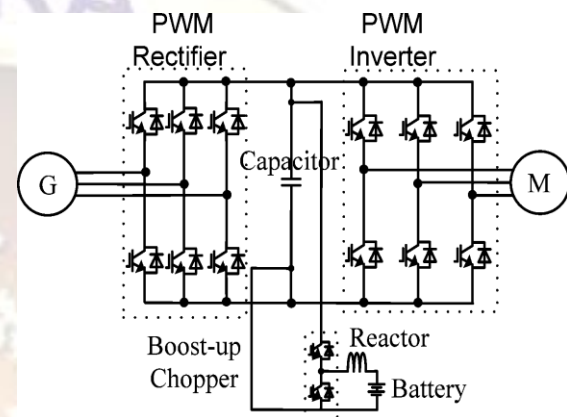 PWM
Rectifier
PWM
Inverter
G
Capacitor
M
Boost-up
Chopper
Reactor
Battery